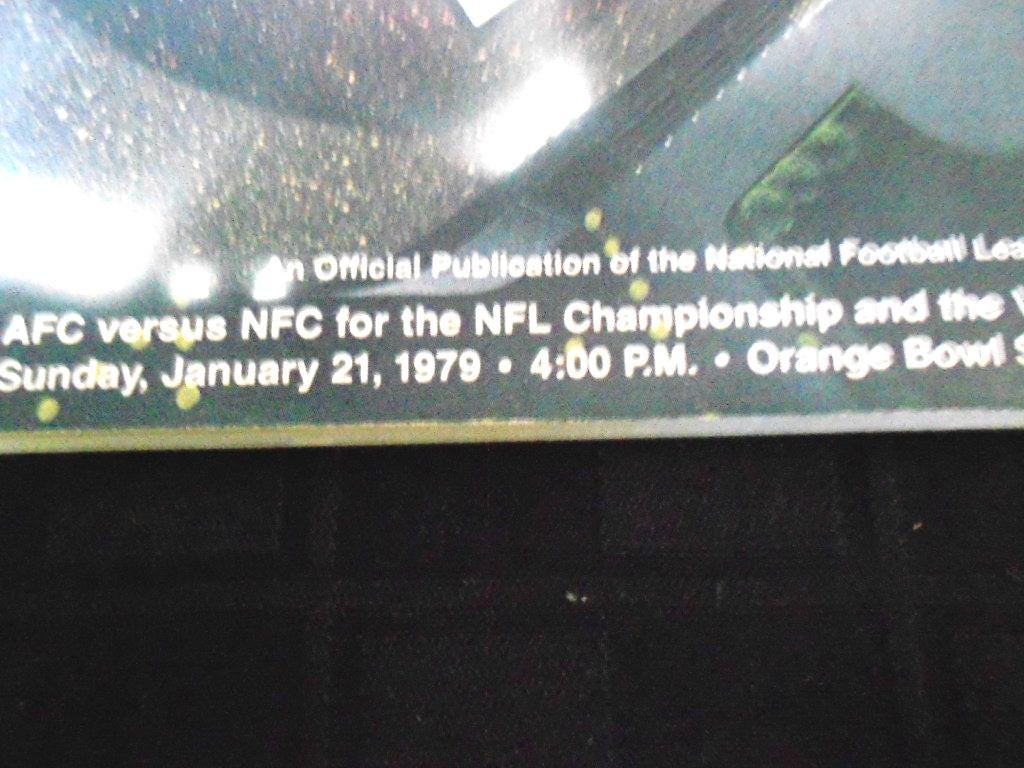 An Official Publication of the National Football Lea
AFC versus NFC for the NFL Championship and the V
Sunday, January 21, 1979 • 4:00 P.M. • Orange Bowl S